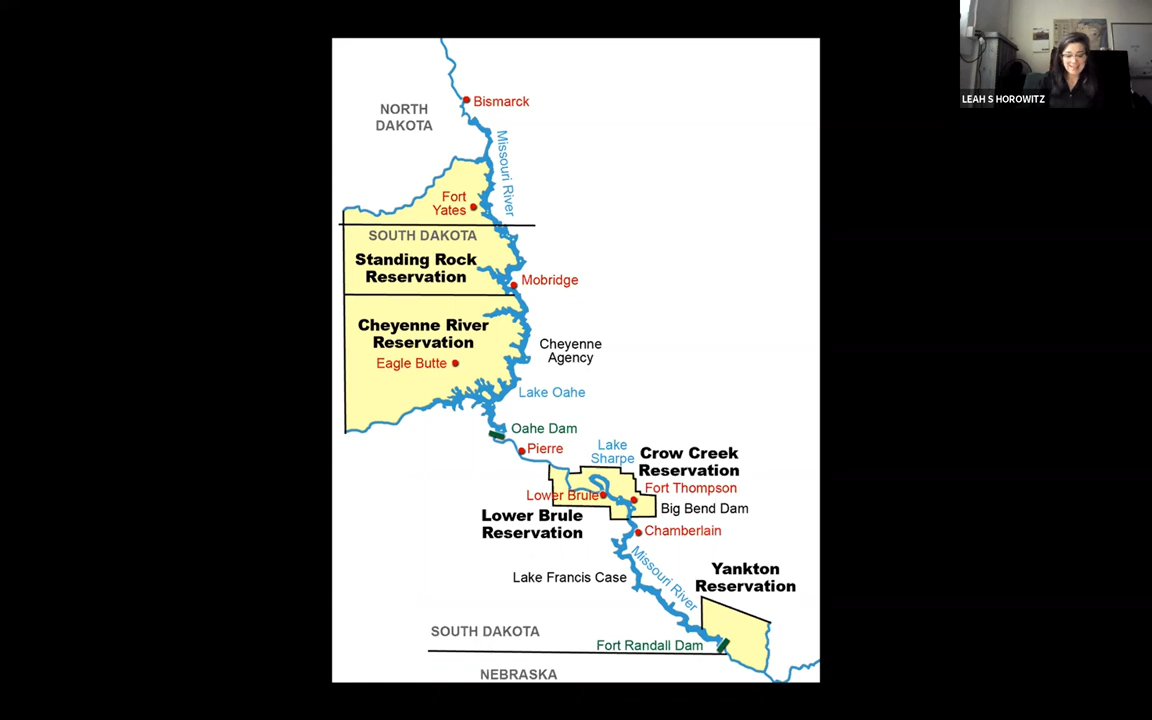 LEAH S HOROWITZ
NORTH
DAKOTA
Bismarck
Missouri River
Fort
Yates
SOUTH DAKOTA
Standing Rock
Reservation
Mobridge
Cheyenne River
Reservation
Eagle Butte
Cheyenne
Agency
Lake Oahe
Oahe Dam
Pierre
Lake
Sharpe
Crow Creek
Reservation
Fort Thompson
Lower Brule
Big Bend Dam
Lower Brule
Reservation
Chamberlain
Missouri River
Lake Francis Case
Yankton
Reservation
SOUTH DAKOTA
Fort Randall Dam
NEBRASKA